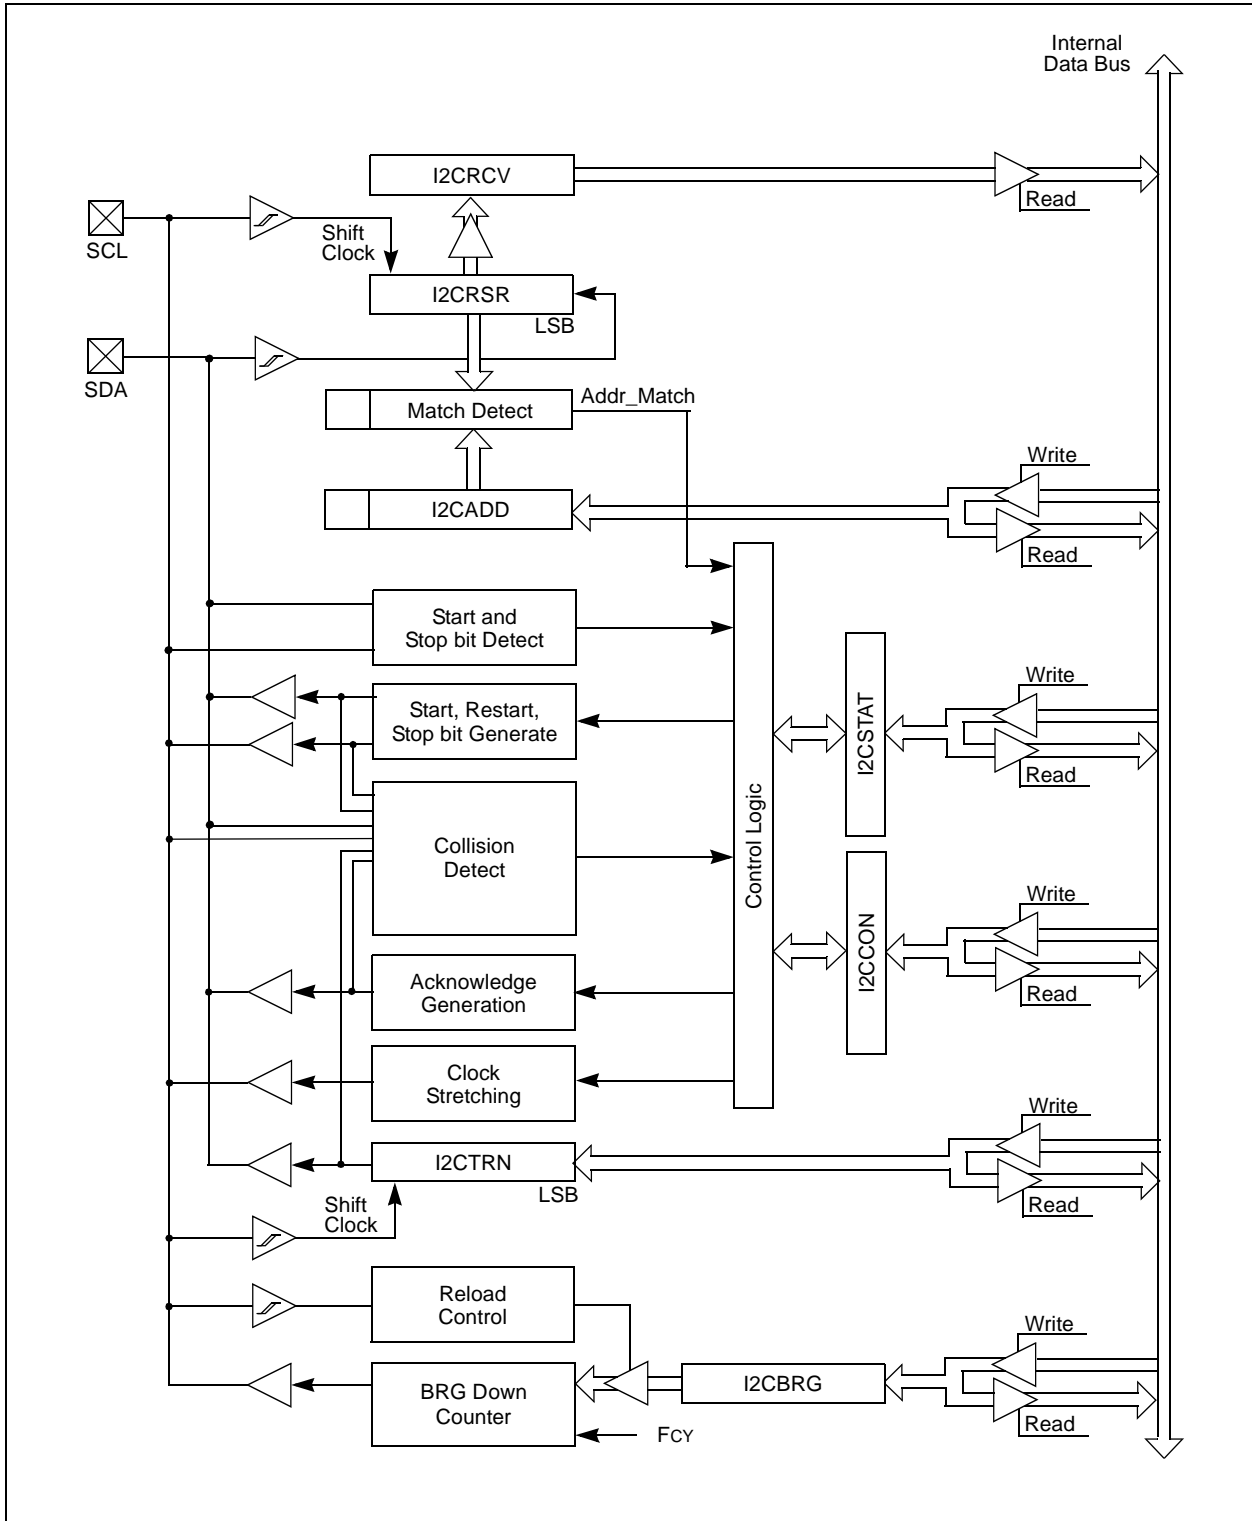 Internal
Data Bus
I2CRCV
Read
SCL
Shift
Clock
I2CRSR
LSB
SDA
Addr_Match
Match Detect
Write
I2CADD
Read
Start and
Stop bit Detect
Write
Start, Restart,
Stop bit Generate
I2CSTAT
Read
Control Logic
Collision
Detect
Write
I2CCON
Acknowledge
Generation
Read
Clock
Stretching
Write
I2CTRN
LSB
Read
Shift
Clock
Reload
Control
Write
I2CBRG
BRG Down
Counter
Read
FCY